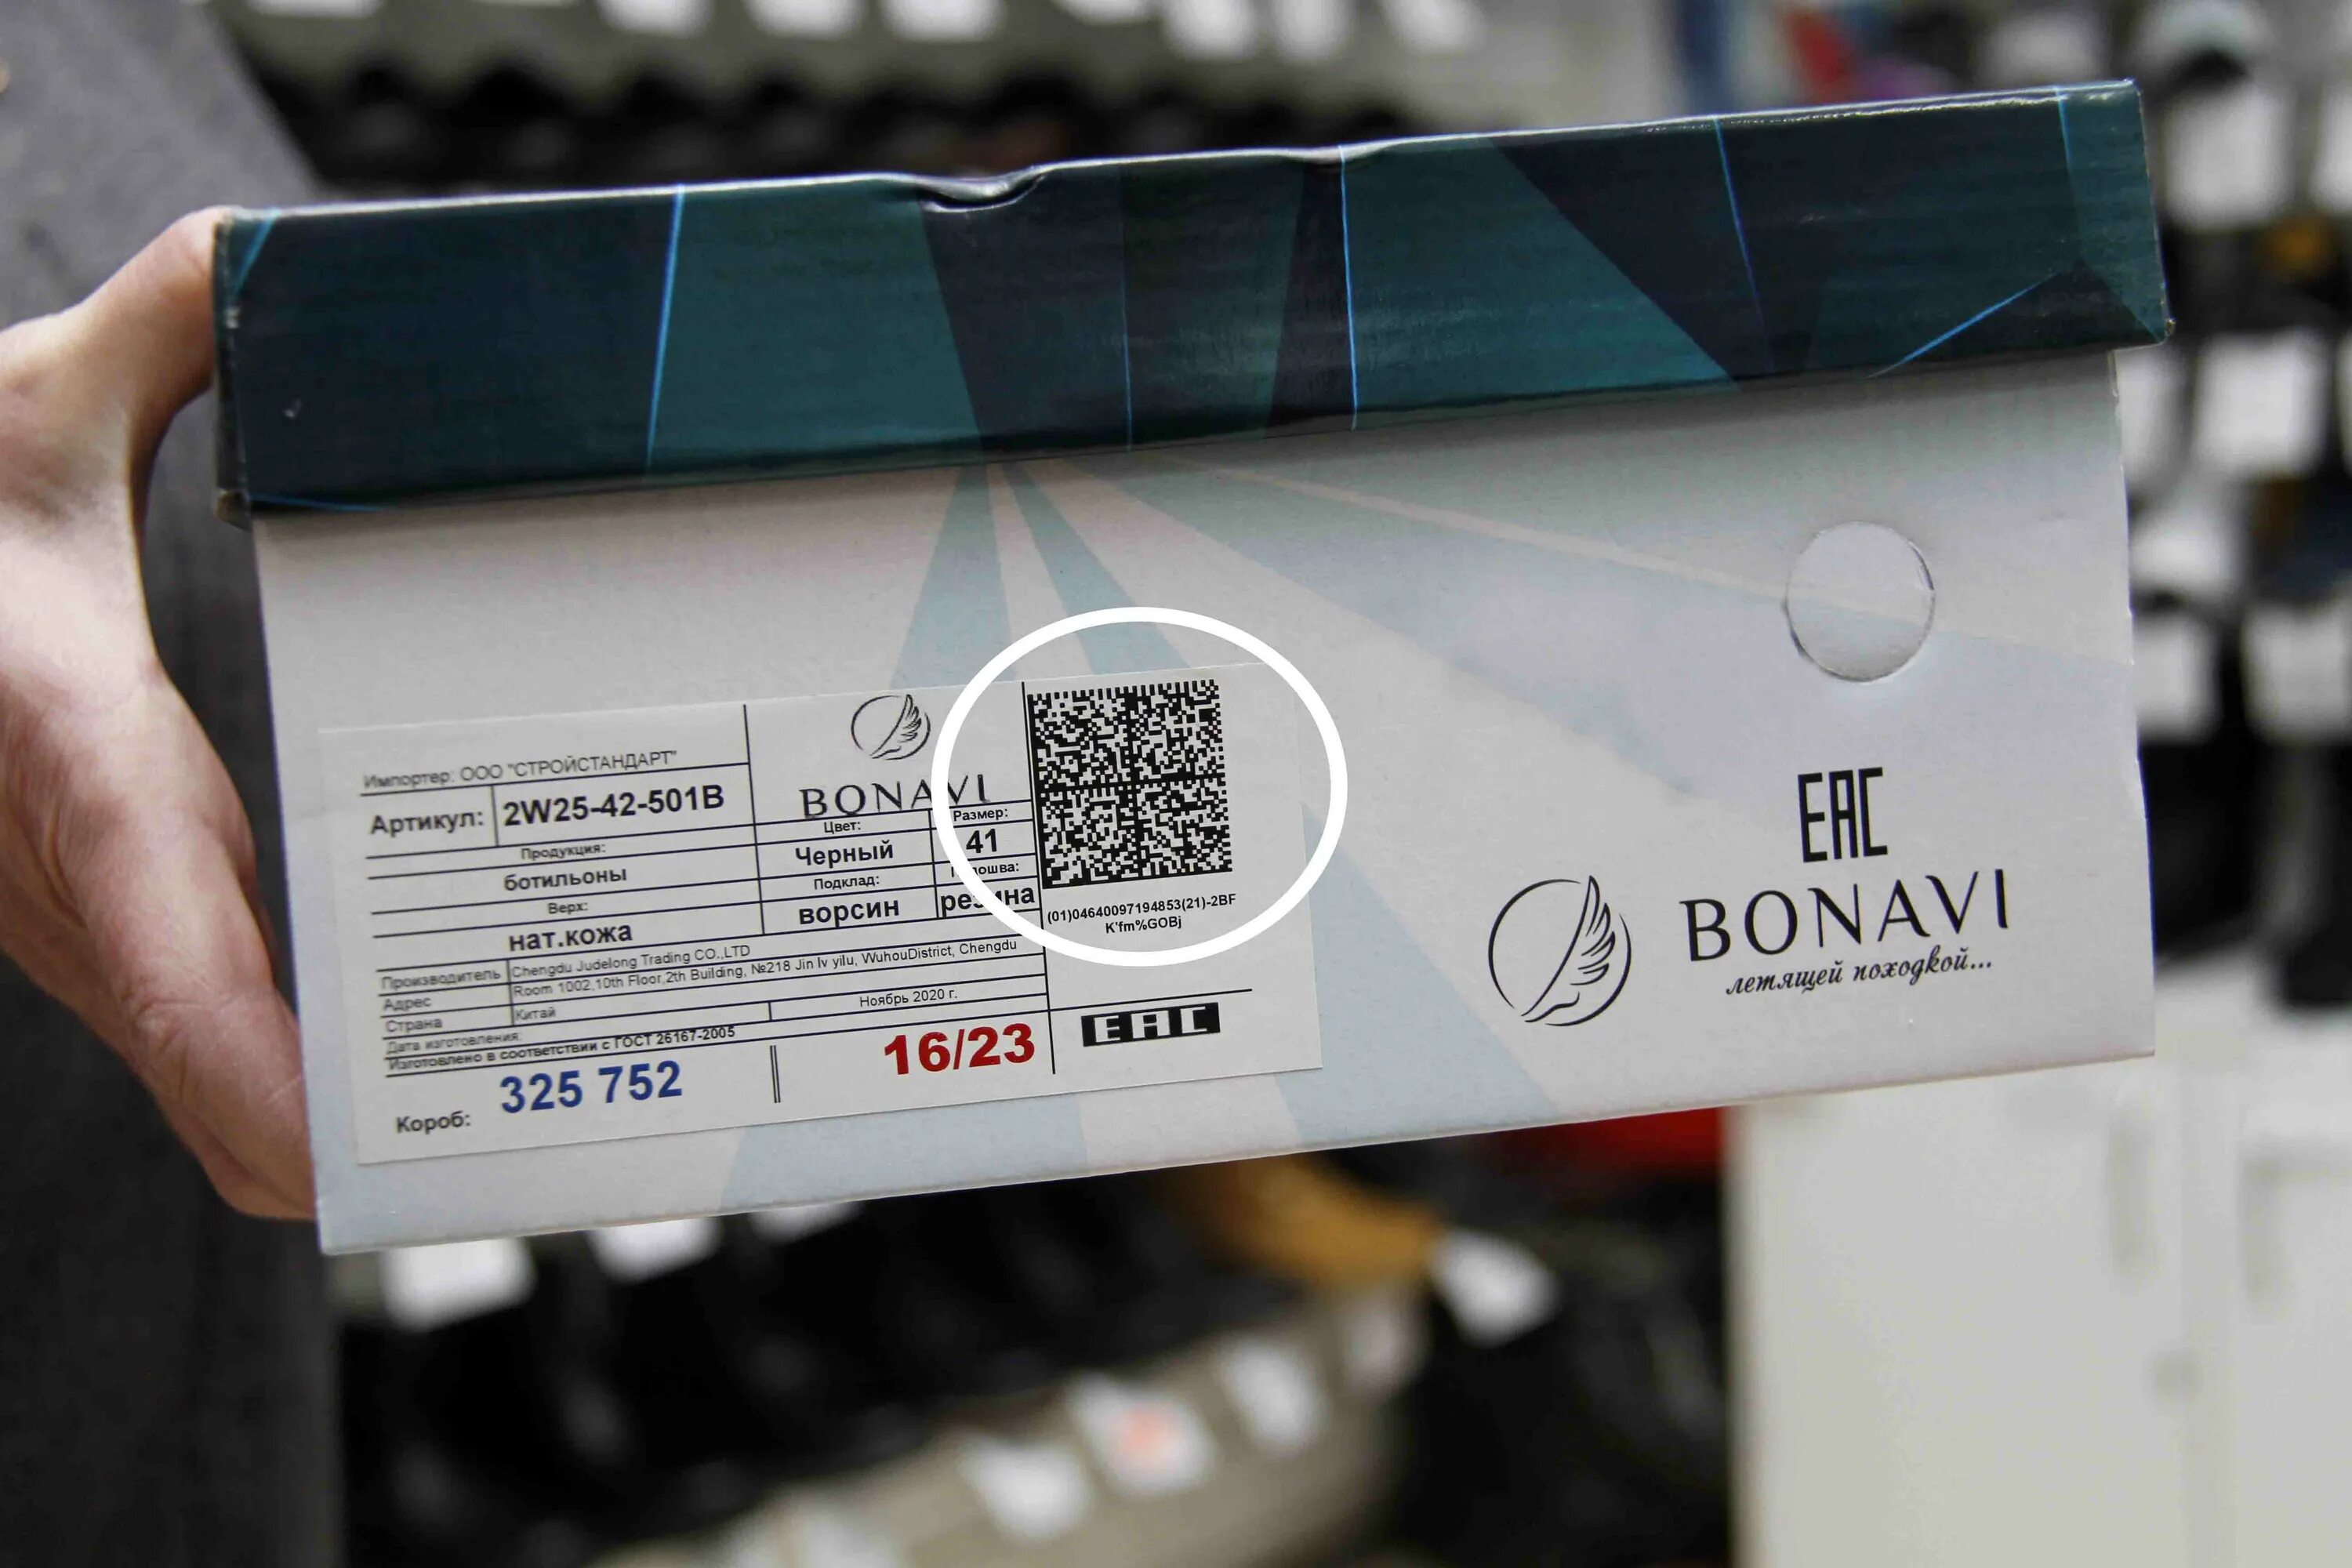 Импортер: ООО "СТРОЙСТАНДАРТ"
Артикул: 2W25-42-501B
Продукция:
ботильоны
Верх:
нат.кожа
BONAVI
Цвет: Размер:
Черный 41
Подклад:
ворсин резина
(01)04640097194853(21)-2BF
K'fm%GOBj
Производитель Chengdu Judelong Trading CO.,LTD
Адрес Room 1002,10th Floor,2th Building, №218 Jin lv yilu, WuhouDistrict, Chengdu
Страна Китай
Дата изготовления: Ноябрь 2020 г.
Изготовлено в соответствии с ГОСТ 26167-2005
Короб: 325 752 16/23
EAC
EAC
BONAVI
летящей походкой...